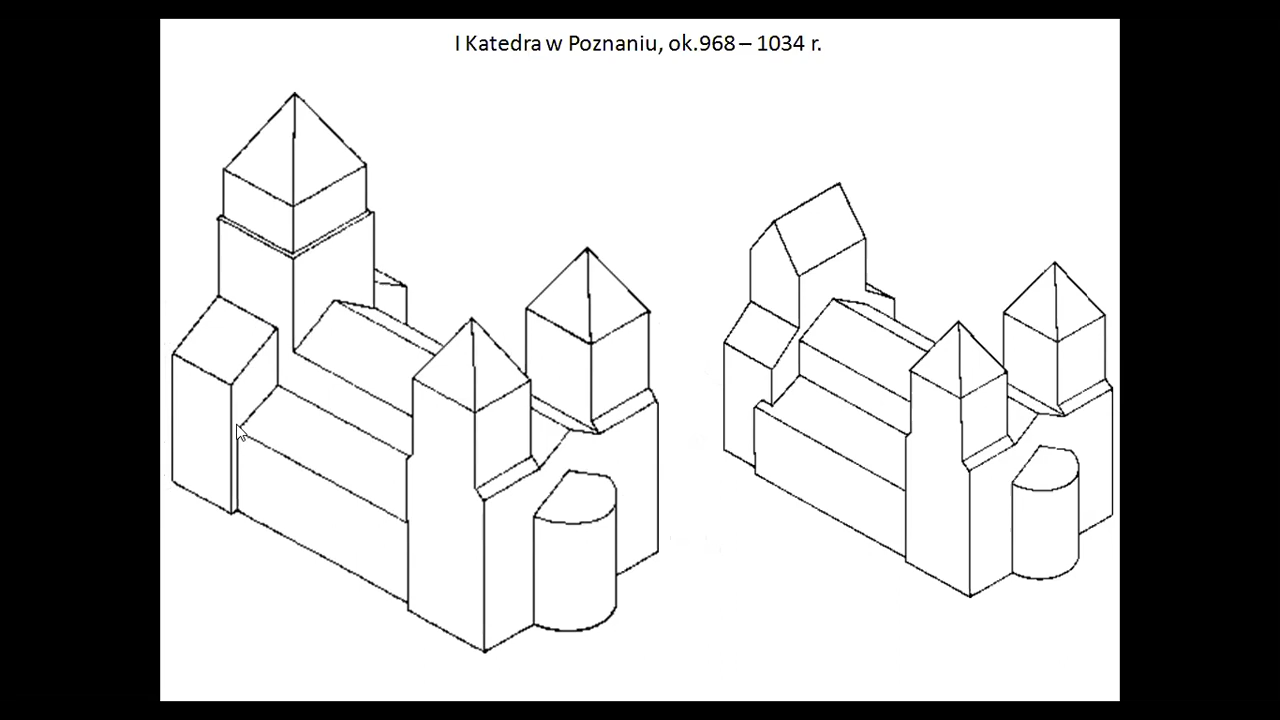 I Katedra w Poznaniu, ok.968 – 1034 r.